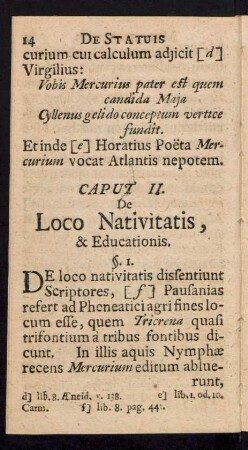 14 DE STATUIS
curium cui calculum adjicit [d]
Virgilius:
Vobis Mercurius pater est quem
candida Maja
Cyllenus gelido conceptum vertice
fundit.
Et inde [e] Horatius Poëta Mer-
curium vocat Atlantis nepotem.
CAPUT II.
De
Loco Nativitatis,
& Educationis.
§. I.
DE loco nativitatis dissentiunt
Scriptores, [f] Pausanias
refert ad Pheneatici agri fines lo-
cum esse, quem Tricrena quasi
trifontium à tribus fontibus di-
cunt. In illis aquis Nymphæ
recens Mercurium editum ablue-
runt,
d] lib. 8. Æneid. v. 138. e] lib. 1. od. 10.
Carm. f] lib. 8. pag. 44